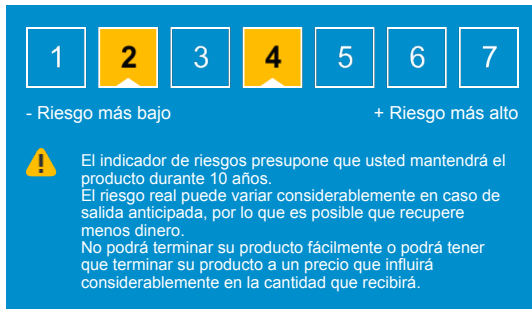 1 2 3 4 5 6 7
- Riesgo más bajo + Riesgo más alto
El indicador de riesgos presupone que usted mantendrá el
producto durante 10 años.
El riesgo real puede variar considerablemente en caso de
salida anticipada, por lo que es posible que recupere
menos dinero.
No podrá terminar su producto fácilmente o podrá tener
que terminar su producto a un precio que influirá
considerablemente en la cantidad que recibirá.